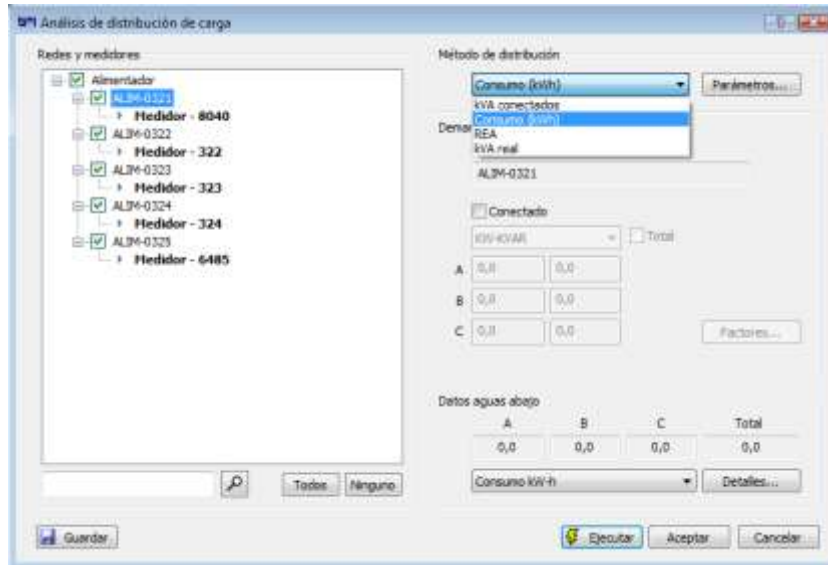 Análisis de distribución de carga
Redes y medidores
Alimentador
ALIM-0321
Medidor - 8040
ALIM-0322
Medidor - 322
ALIM-0323
Medidor - 323
ALIM-0324
Medidor - 324
ALIM-0325
Medidor - 6485
Todos
Ninguno
Guardar
Método de distribución
Consumo (kWh)
Parámetros...
kVA conectados
Consumo (kWh)
REA
kVA real
ALIM-0321
Conectado
Total
A 0,0 0,0
B 0,0 0,0
C 0,0 0,0
Factores...
Datos aguas abajo
A B C Total
0,0 0,0 0,0 0,0
Consumo kW-h
Detalles...
Ejecutar
Aceptar
Cancelar